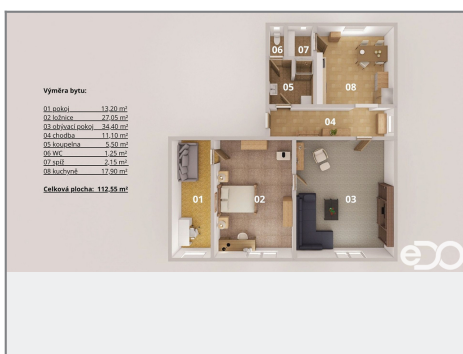 Výměra bytu:
01 pokoj 13,20 m²
02 ložnice 27,05 m²
03 obývací pokoj 34,40 m²
04 chodba 11,10 m²
05 koupelna 5,50 m²
06 WC 1,25 m²
07 spíž 2,15 m²
08 kuchyně 17,90 m²
Celková plocha: 112,55 m²
06 07
05 08
04
01 02 03
eDO